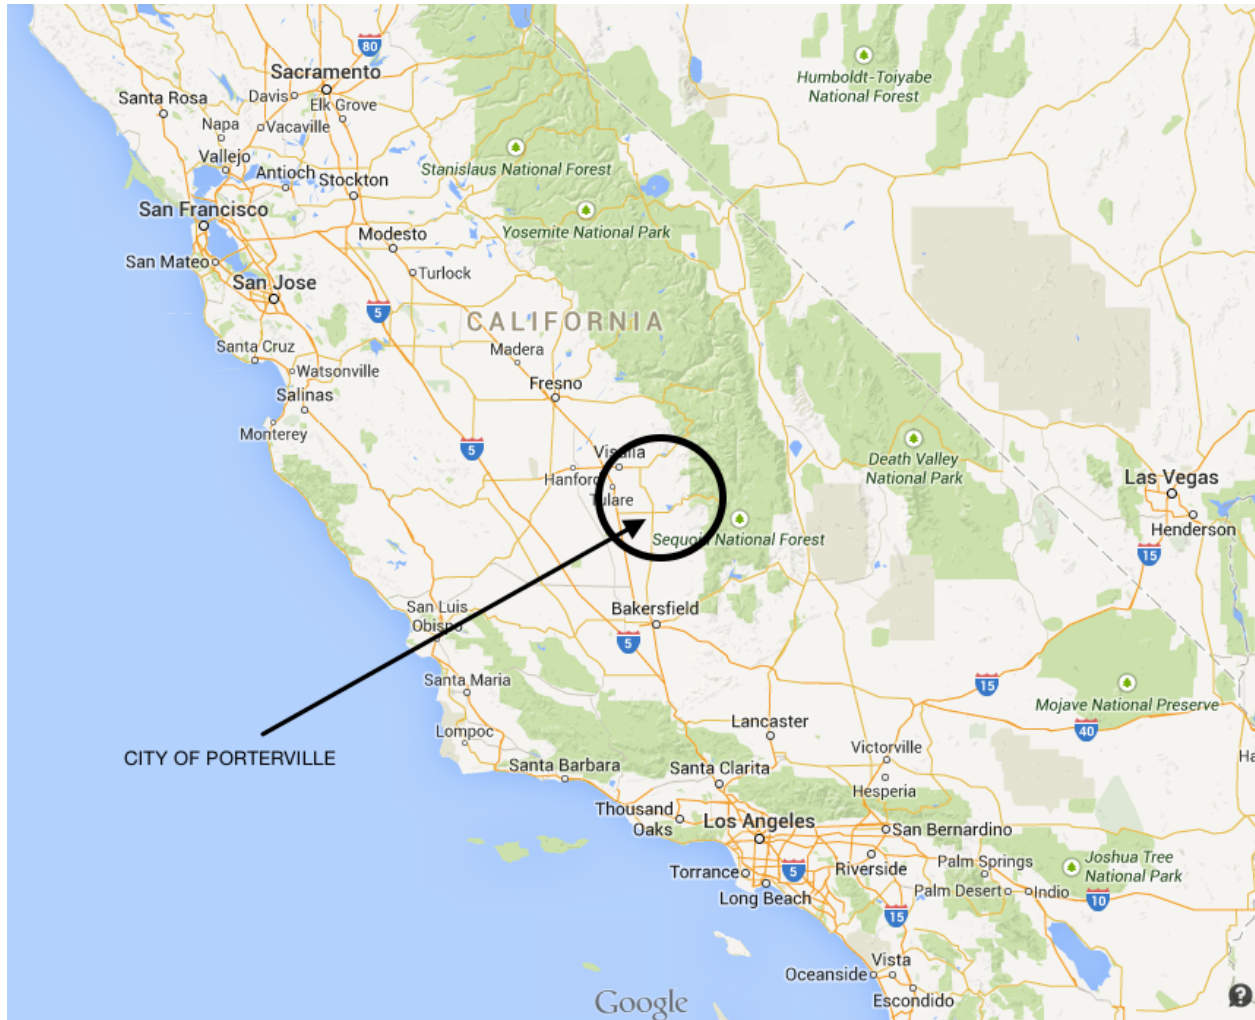 80
Sacramento
Humboldt-Toiyabe
National Forest
Santa Rosa
Davis
Elk Grove
Napa
Vacaville
Vallejo
Stanislaus National Forest
Antioch
Stockton
San Francisco
Yosemite National Park
Modesto
San Mateo
Turlock
San Jose
5
CALIFORNIA
Santa Cruz
Madera
Watsonville
Fresno
Salinas
Monterey
5
Visalia
Death Valley
National Park
Hanford
Las Vegas
Tulare
Henderson
Sequoia National Forest
15
San Luis
Obispo
Bakersfield
5
Santa Maria
15
Mojave National Preserve
Lompoc
Lancaster
40
Victorville
CITY OF PORTERVILLE
Ha
Santa Barbara
Santa Clarita
Hesperia
Thousand
Oaks
Los Angeles
San Bernardino
Torrance
5
Riverside
Palm Springs
Joshua Tree
National Park
Long Beach
Palm Desert
Indio
10
15
Vista
Oceanside
Escondido
Google
?